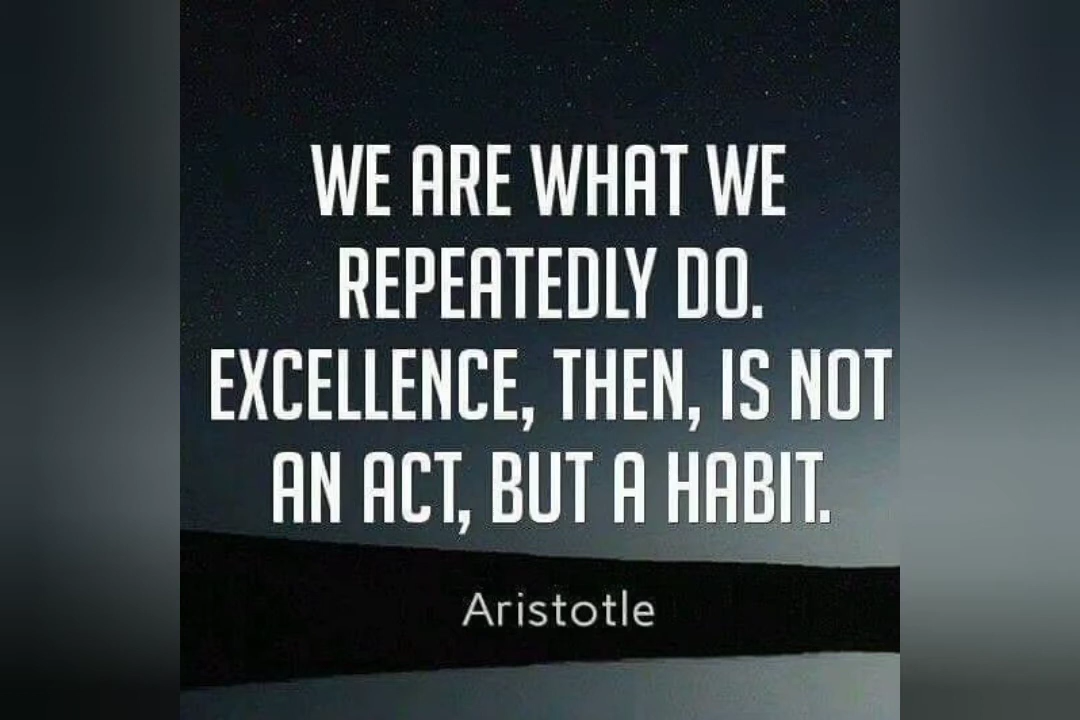 WE ARE WHAT WE
REPEATEDLY DO.
EXCELLENCE, THEN, IS NOT
AN ACT, BUT A HABIT.
Aristotle